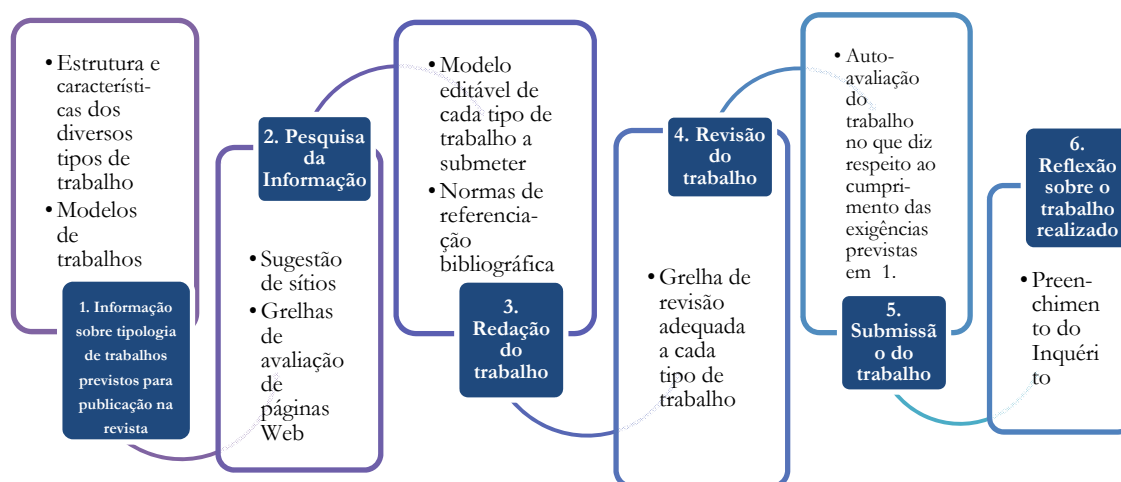 • Estrutura e
característi-
cas dos
diversos
tipos de
trabalho
• Modelos
de
trabalhos
1. Informação
sobre tipologia
de trabalhos
previstos para
publicação na
revista
2. Pesquisa
da
Informação
• Sugestão
de sítios
• Grelhas
de
avaliação
de
páginas
Web
• Modelo
editável de
cada tipo de
trabalho a
submeter
• Normas de
referencia-
ção
bibliográfica
3.
Redação
do
trabalho
4. Revisão
do
trabalho
• Grelha de
revisão
adequada
a cada
tipo de
trabalho
• Auto-
avaliação
do
trabalho
no que diz
respeito ao
cumpri-
mento das
exigências
previstas
em 1.
5.
Submissã
o do
trabalho
6.
Reflexão
sobre o
trabalho
realizado
• Preen-
chimen
to do
Inquéri
to